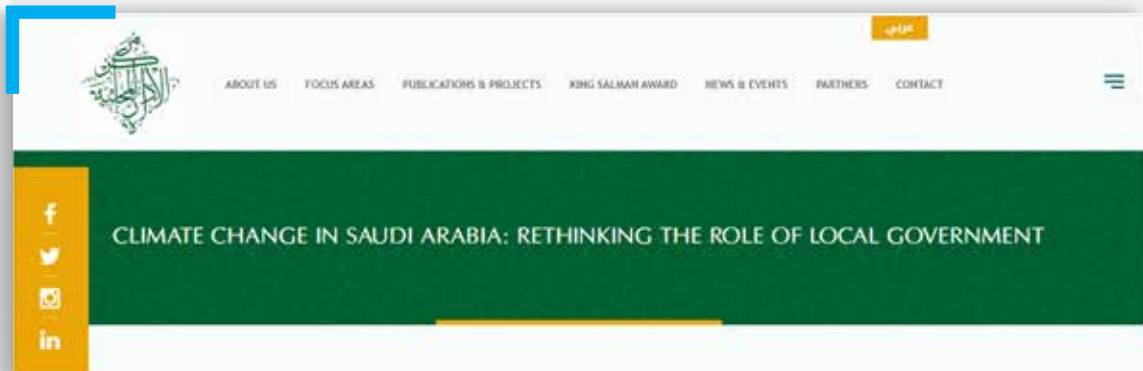 عربي
ABOUT US FOCUS AREAS PUBLICATIONS & PROJECTS KING SALMAN AWARD NEWS & EVENTS PARTNERS CONTACT
CLIMATE CHANGE IN SAUDI ARABIA: RETHINKING THE ROLE OF LOCAL GOVERNMENT